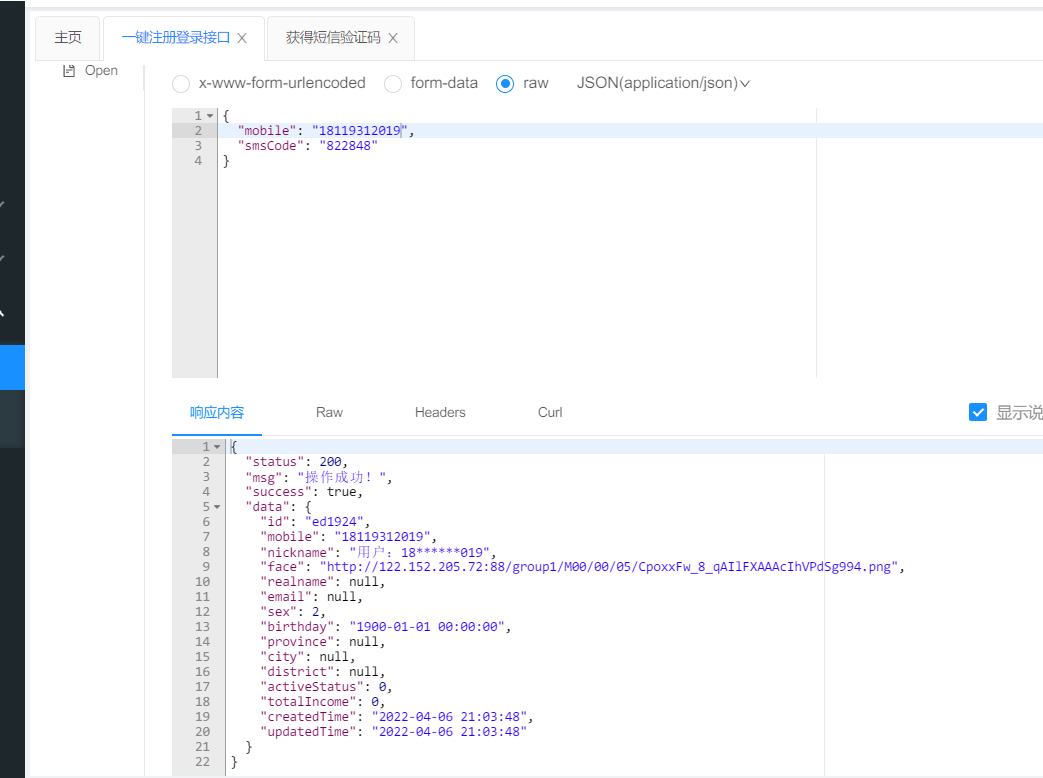 主页 一键注册登录接口 X 获得短信验证码 X
Open
x-www-form-urlencoded form-data raw JSON(application/json)
1 {
2 "mobile": "18119312019",
3 "smsCode": "822848"
4 }
响应内容 Raw Headers Curl 显示说
1 {
2 "status": 200,
3 "msg": "操作成功！",
4 "success": true,
5 "data": {
6 "id": "ed1924",
7 "mobile": "18119312019",
8 "nickname": "用户：18******019",
9 "face": "http://122.152.205.72:88/group1/M00/00/05/CpoxxFw_8_qAIlFXAAAcIhVPdSg994.png",
10 "realname": null,
11 "email": null,
12 "sex": 2,
13 "birthday": "1900-01-01 00:00:00",
14 "province": null,
15 "city": null,
16 "district": null,
17 "activeStatus": 0,
18 "totalIncome": 0,
19 "createdTime": "2022-04-06 21:03:48",
20 "updatedTime": "2022-04-06 21:03:48"
21 }
22 }